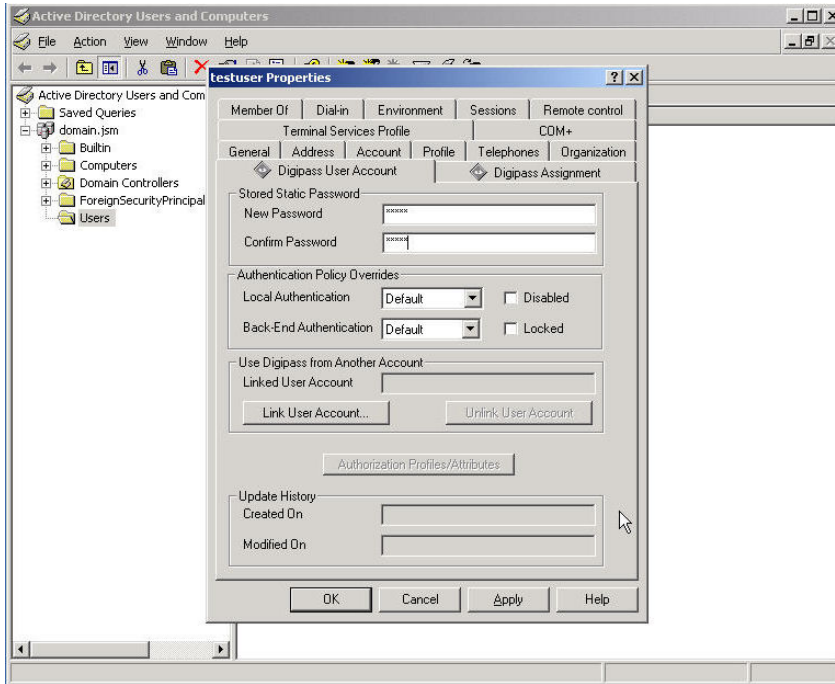 Active Directory Users and Computers
File Action View Window Help
testuser Properties
Active Directory Users and Com
Saved Queries
domain.jsm
Builtin
Computers
Domain Controllers
ForeignSecurityPrincipal
Users
Member Of Dial-in Environment Sessions Remote control
Terminal Services Profile COM+
General Address Account Profile Telephones Organization
Digipass User Account Digipass Assignment
Stored Static Password
New Password xxxxx
Confirm Password xxxxx
Authentication Policy Overrides
Local Authentication Default Disabled
Back-End Authentication Default Locked
Use Digipass from Another Account
Linked User Account
Link User Account... Unlink User Account
Authorization Profiles/Attributes
Update History
Created On
Modified On
OK Cancel Apply Help